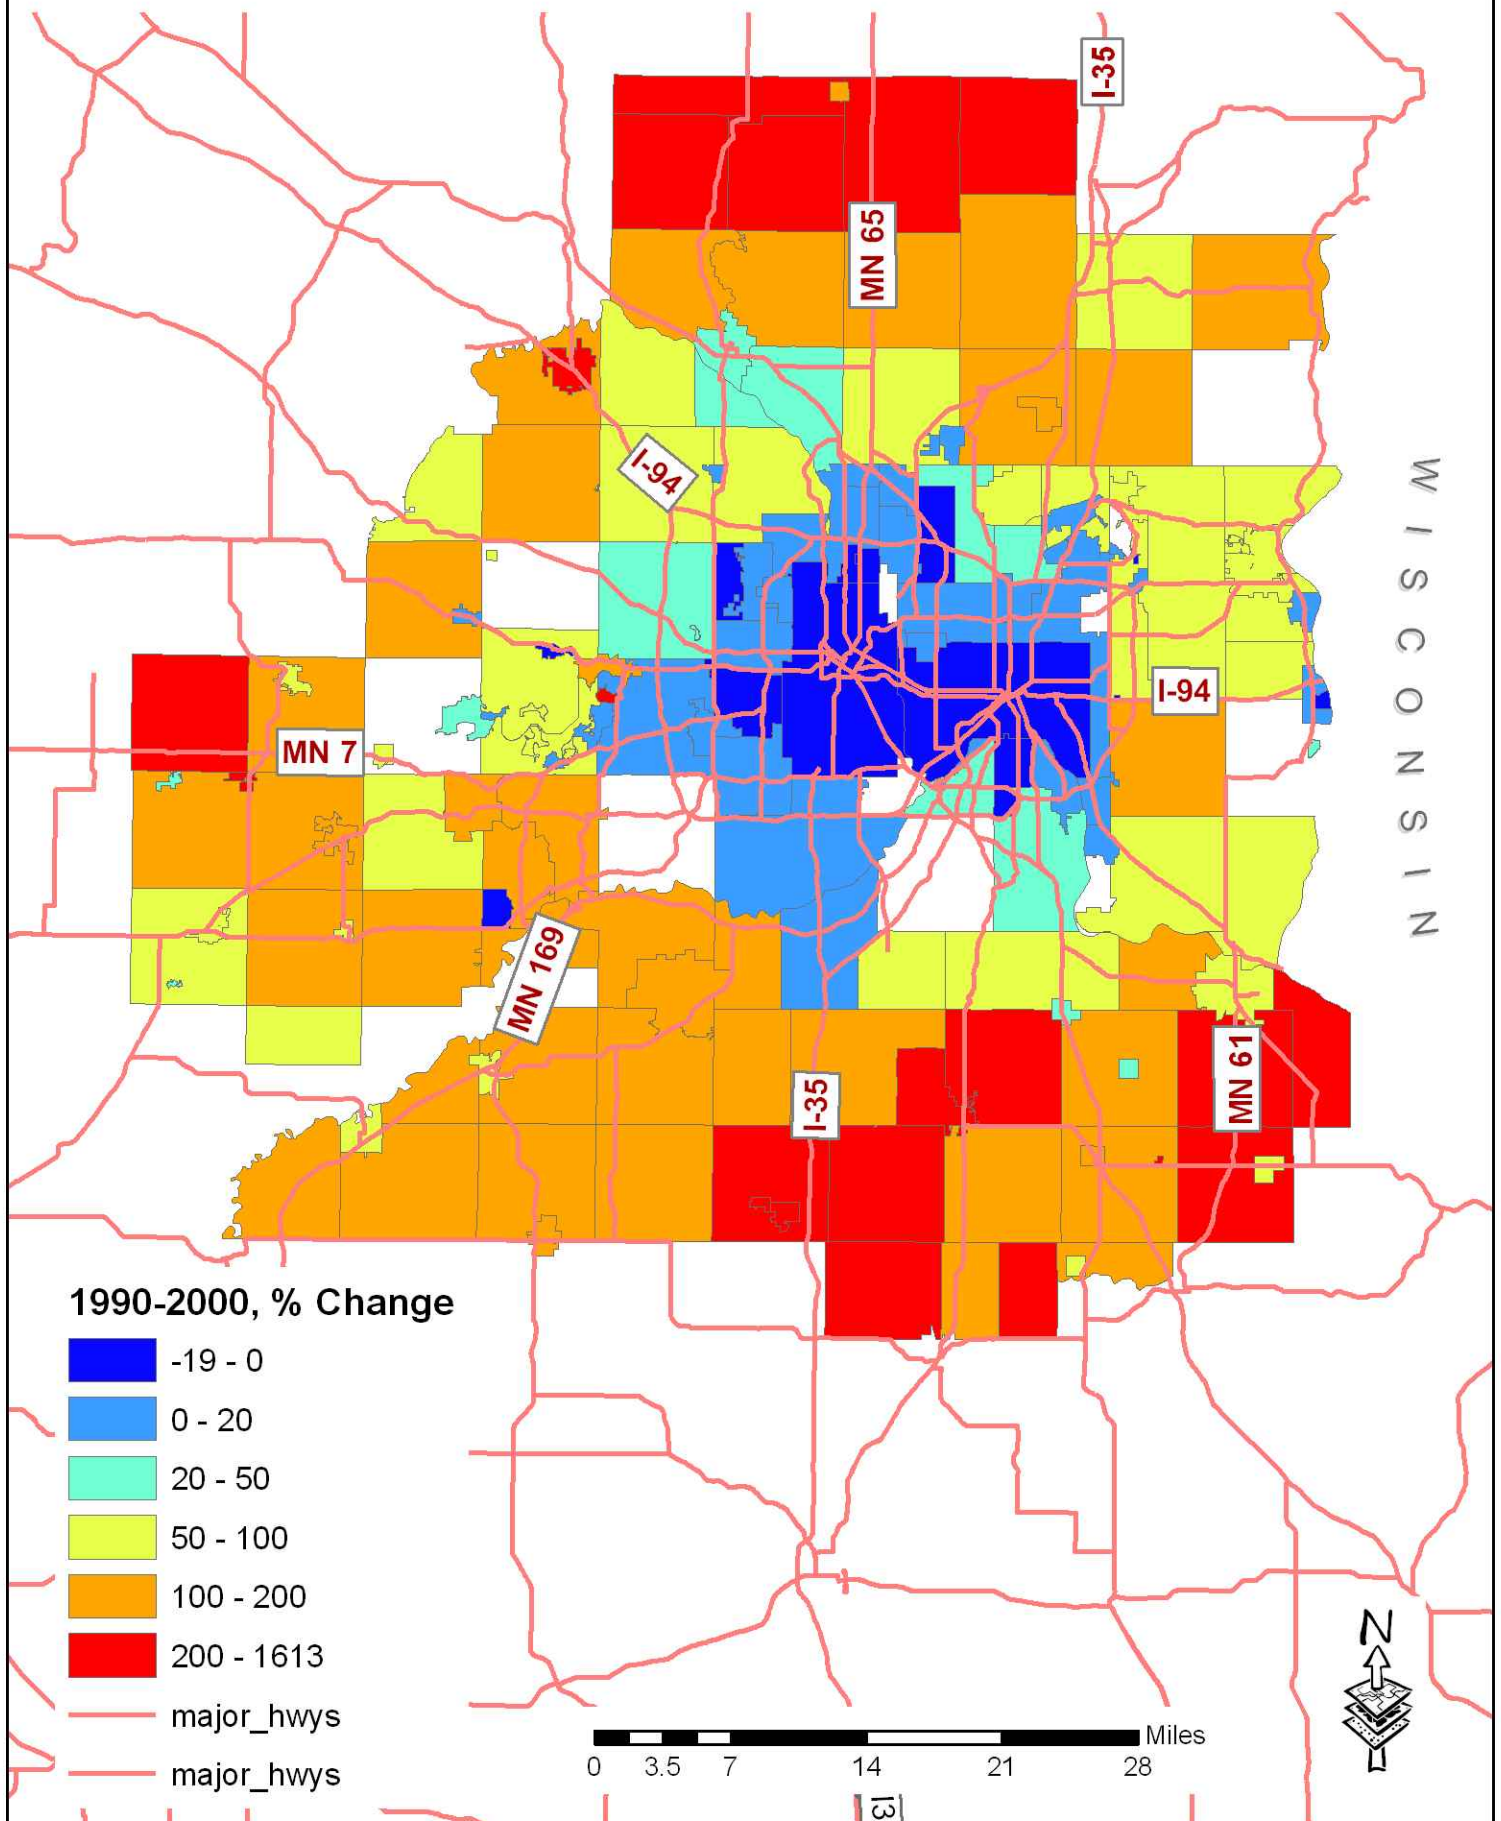 I-35
MN 65
I-94
WISCONSIN
I-94
MN 7
MN 169
I-35
MN 61
1990-2000, % Change
-19 - 0
0 - 20
20 - 50
50 - 100
100 - 200
200 - 1613
major_hwys
major_hwys
N
Miles
0 3.5 7 14 21 28
13